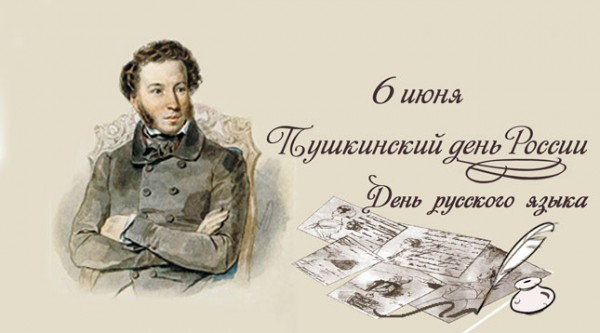 6 июня
Пушкинский день России
День русского языка